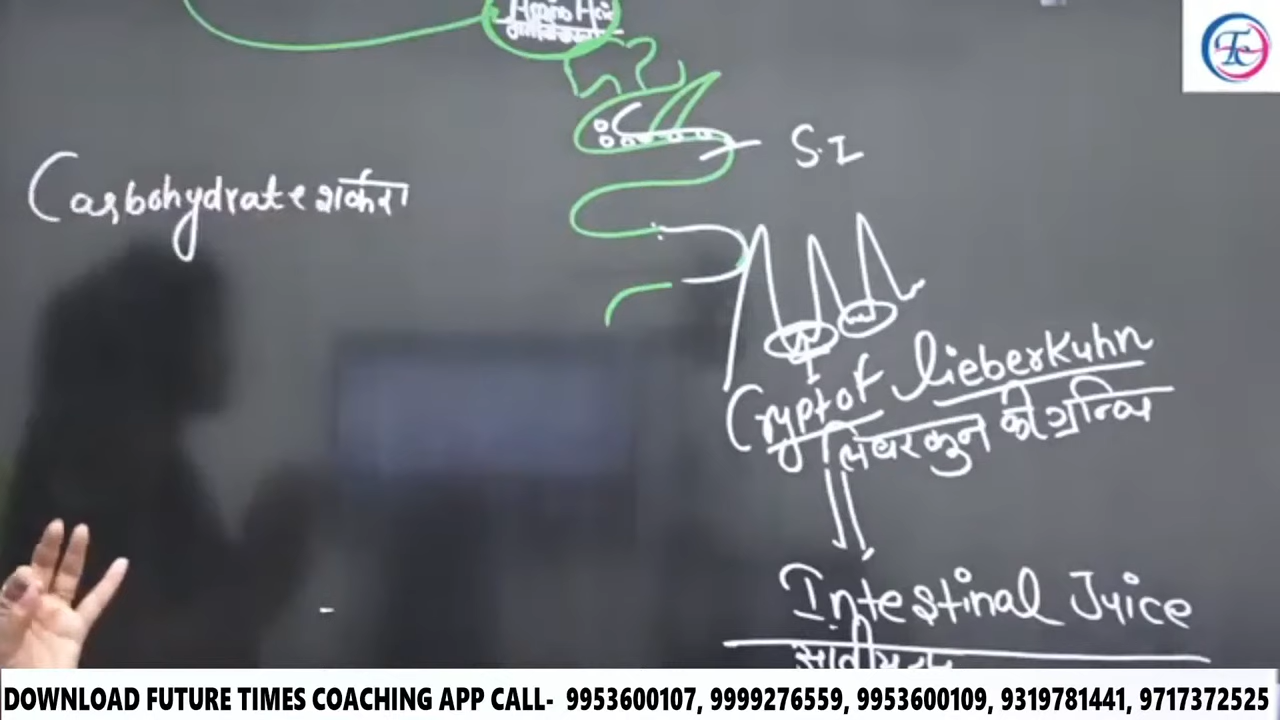 Amino Aci
S.I
Carbohydrate शर्करा
Crypt of lieberkuhn
लिबरकुन की ग्रन्थि
Intestinal Juice
DOWNLOAD FUTURE TIMES COACHING APP CALL- 9953600107, 9999276559, 9953600109, 9319781441, 9717372525